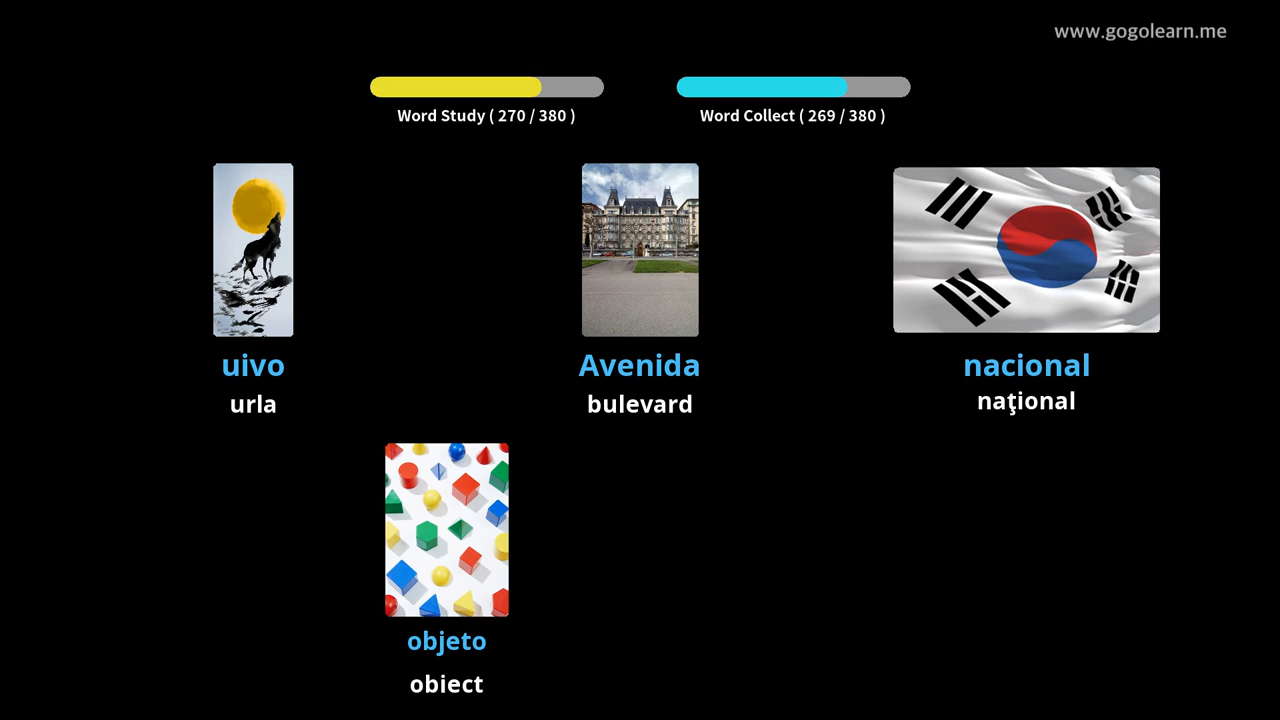 www.gogolearn.me
Word Study ( 270 / 380 )
Word Collect ( 269 / 380 )
uivo
urla
Avenida
bulevard
nacional
naţional
objeto
obiect